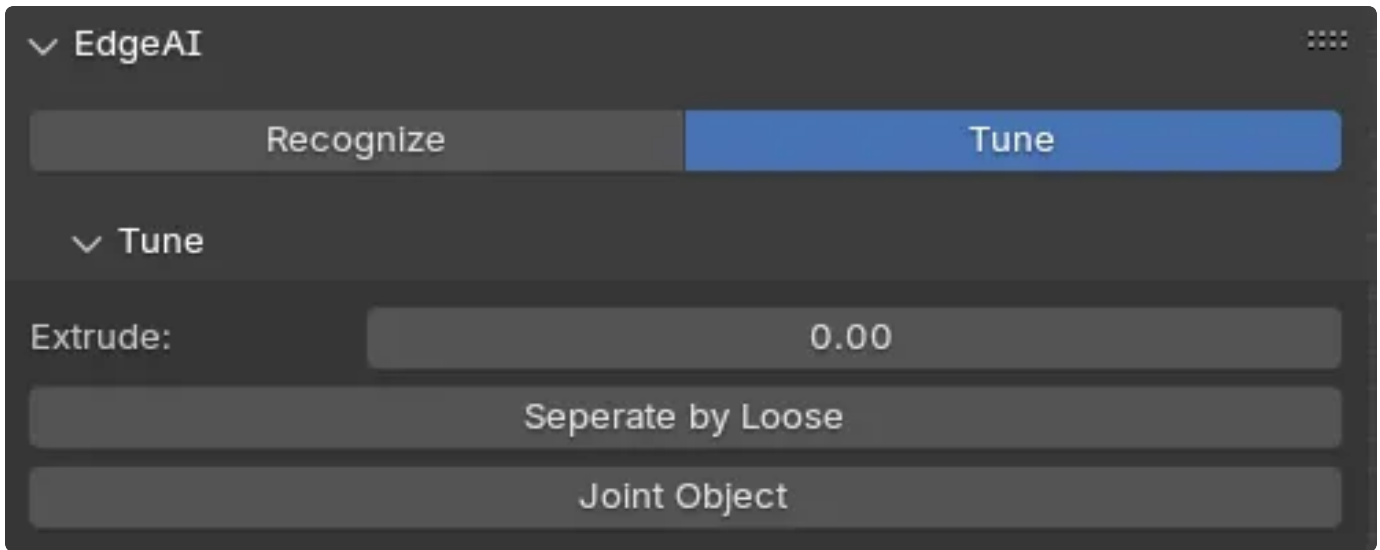 EdgeAI
Recognize Tune
Tune
Extrude: 0.00
Seperate by Loose
Joint Object